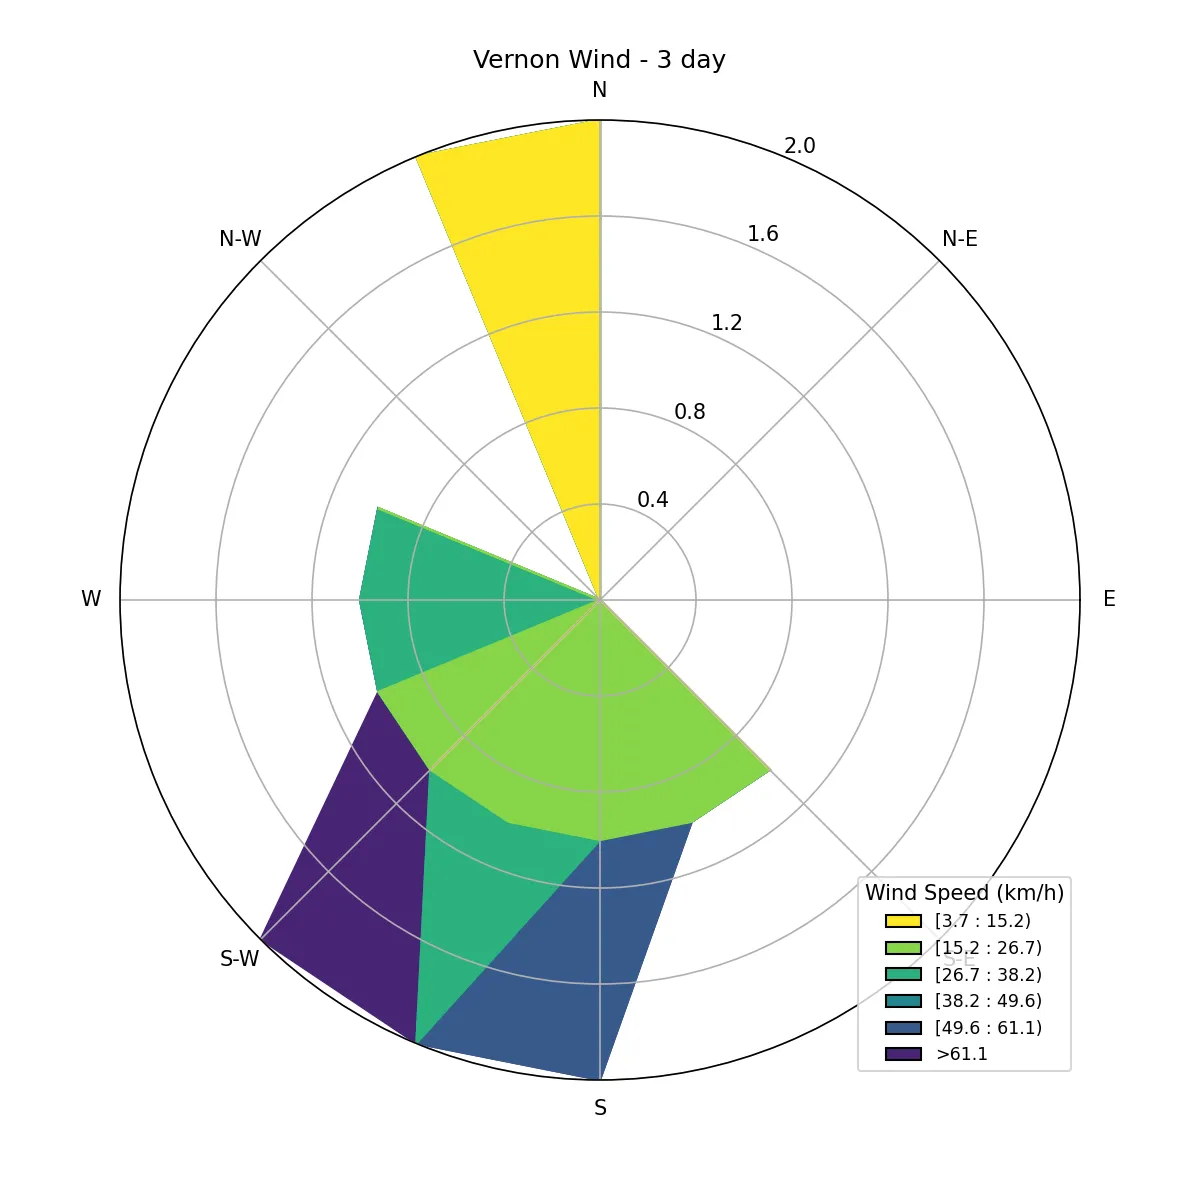 Vernon Wind - 3 day
N
2.0
N-W
1.6
N-E
1.2
0.8
0.4
W
E
Wind Speed (km/h)
[3.7 : 15.2)
[15.2 : 26.7)
S-W
S-E
[26.7 : 38.2)
[38.2 : 49.6)
[49.6 : 61.1)
>61.1
S